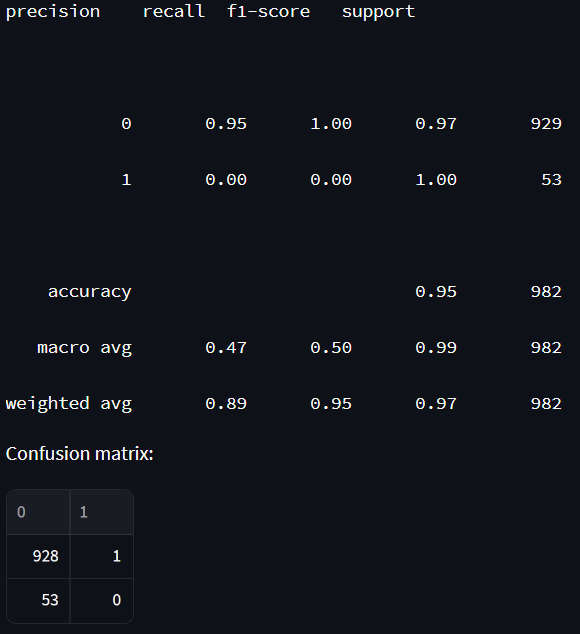 precision recall f1-score support
0 0.95 1.00 0.97 929
1 0.00 0.00 1.00 53
accuracy 0.95 982
macro avg 0.47 0.50 0.99 982
weighted avg 0.89 0.95 0.97 982
Confusion matrix:
0 1
928 1
53 0